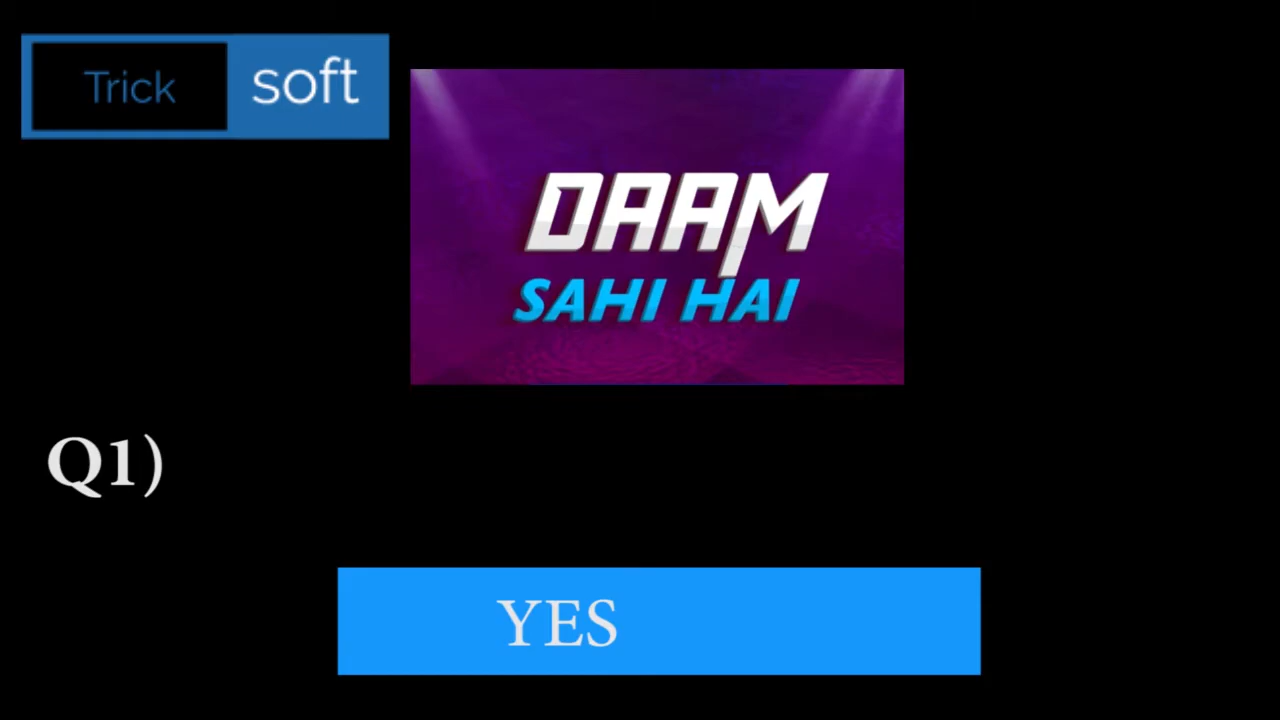 Trick soft
DAAM
SAHI HAI
Q1)
YES